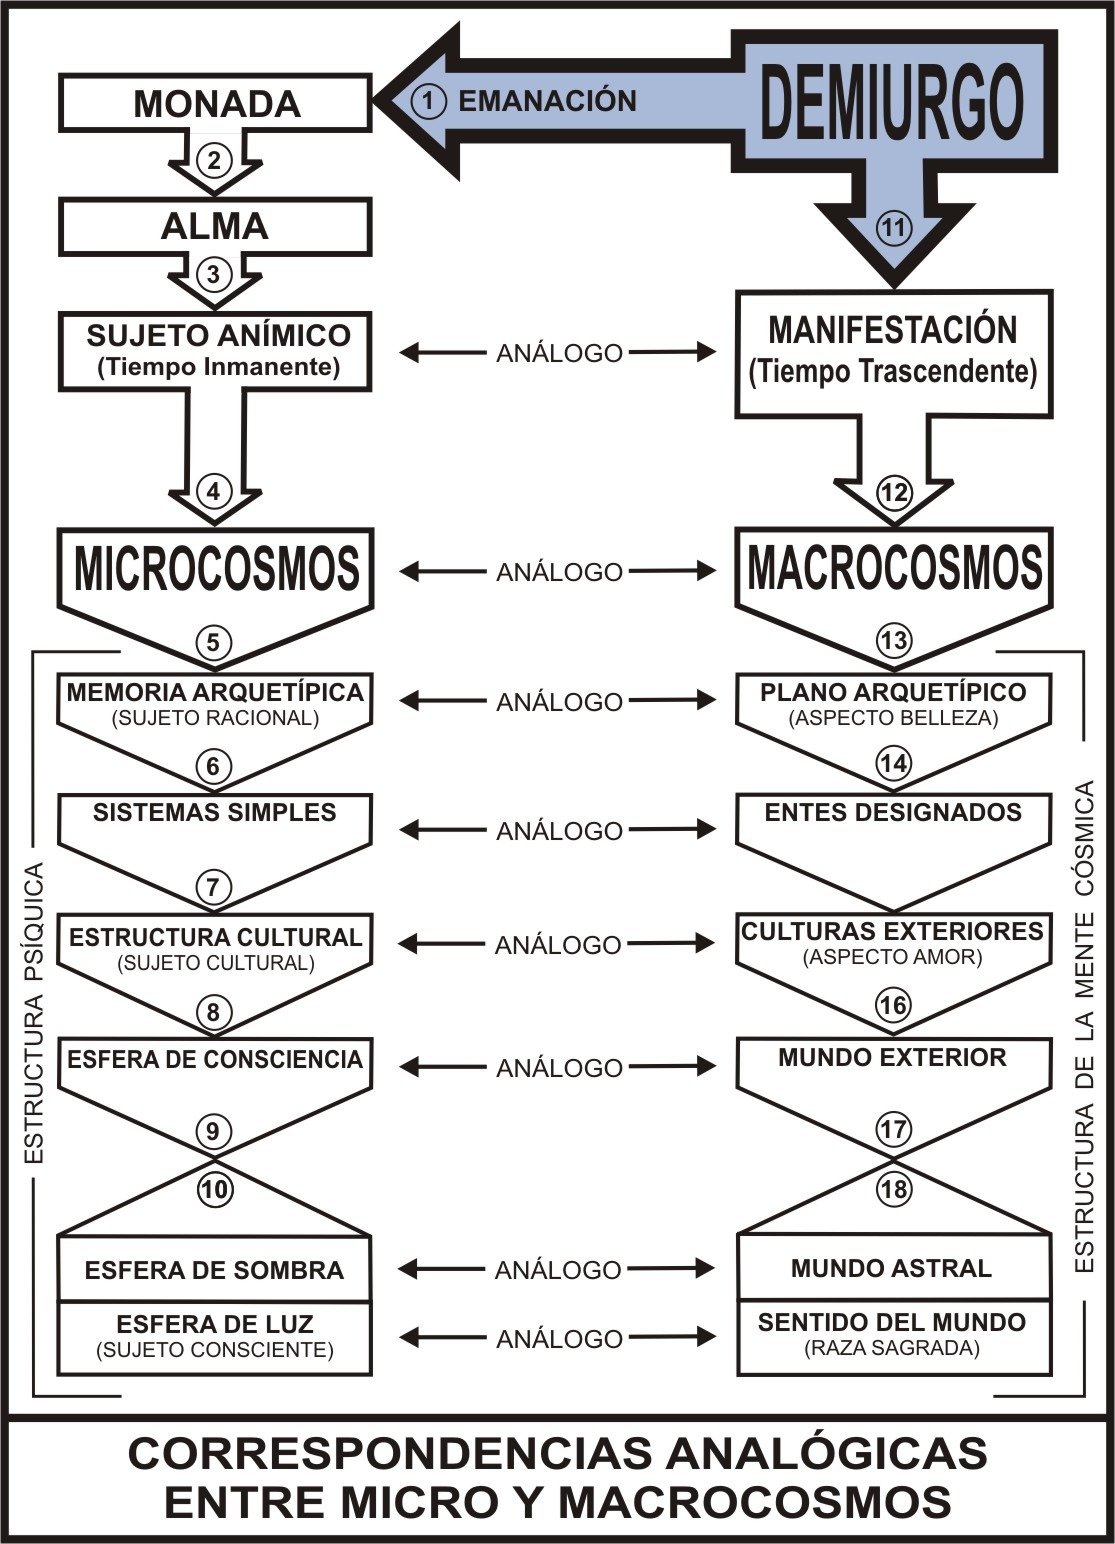 DEMIURGO
1 EMANACIÓN
MONADA
2
ALMA
3
11
SUJETO ANÍMICO
(Tiempo Inmanente)
ANÁLOGO
MANIFESTACIÓN
(Tiempo Trascendente)
4
12
MICROCOSMOS
ANÁLOGO
MACROCOSMOS
5
13
MEMORIA ARQUETÍPICA
(SUJETO RACIONAL)
ANÁLOGO
PLANO ARQUETÍPICO
(ASPECTO BELLEZA)
6
14
SISTEMAS SIMPLES
ANÁLOGO
ENTES DESIGNADOS
7
ESTRUCTURA CULTURAL
(SUJETO CULTURAL)
ANÁLOGO
CULTURAS EXTERIORES
(ASPECTO AMOR)
8
16
ESFERA DE CONSCIENCIA
ANÁLOGO
MUNDO EXTERIOR
9
17
10
18
ESFERA DE SOMBRA
ANÁLOGO
MUNDO ASTRAL
ESFERA DE LUZ
(SUJETO CONSCIENTE)
ANÁLOGO
SENTIDO DEL MUNDO
(RAZA SAGRADA)
ESTRUCTURA PSÍQUICA
ESTRUCTURA DE LA MENTE CÓSMICA
CORRESPONDENCIAS ANALÓGICAS
ENTRE MICRO Y MACROCOSMOS